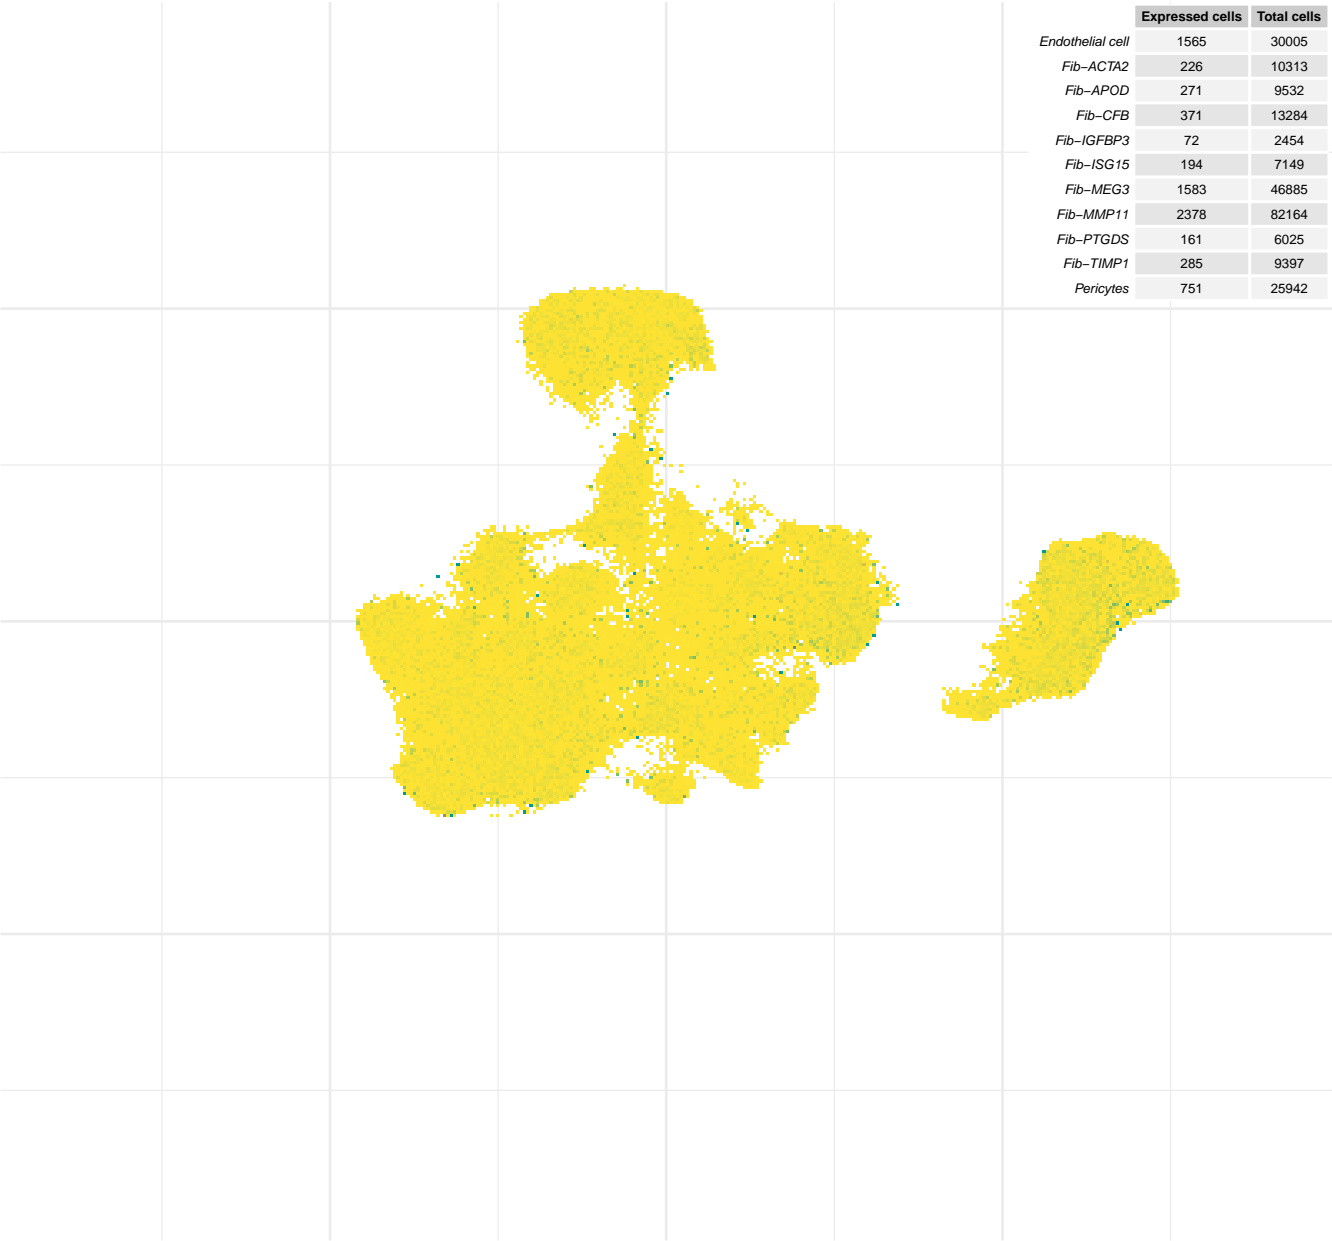 Expressed cells Total cells
Endothelial cell 1565 30005
Fib−ACTA2 226 10313
Fib−APOD 271 9532
Fib−CFB 371 13284
Fib−IGFBP3 72 2454
Fib−ISG15 194 7149
Fib−MEG3 1583 46885
Fib−MMP11 2378 82164
Fib−PTGDS 161 6025
Fib−TIMP1 285 9397
Pericytes 751 25942